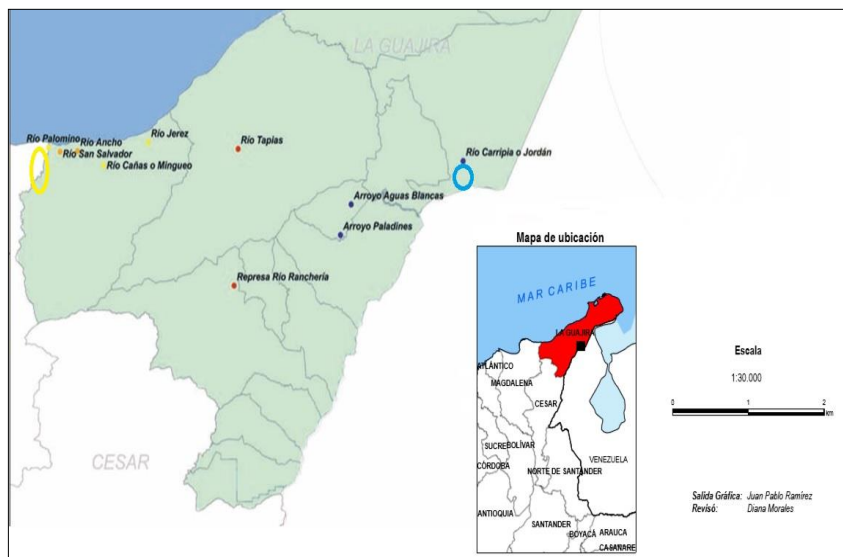 LA GUAJIRA
Río Palomino
Río Ancho
Río Jerez
Río San Salvador
Río Cañas o Mingueo
Río Tapias
Río Carripia o Jordán
Arroyo Aguas Blancas
Arroyo Paladines
Represa Río Ranchería
CESAR
Mapa de ubicación
MAR CARIBE
LA GUAJIRA
ATLÁNTICO
MAGDALENA
CESAR
SUCRE
BOLÍVAR
CÓRDOBA
NORTE DE SANTANDER
VENEZUELA
ANTIOQUIA
SANTANDER
BOYACÁ
ARAUCA
CASANARE
Escala
1:30.000
0 1 2
km
Salida Gráfica: Juan Pablo Ramírez
Revisó: Diana Morales